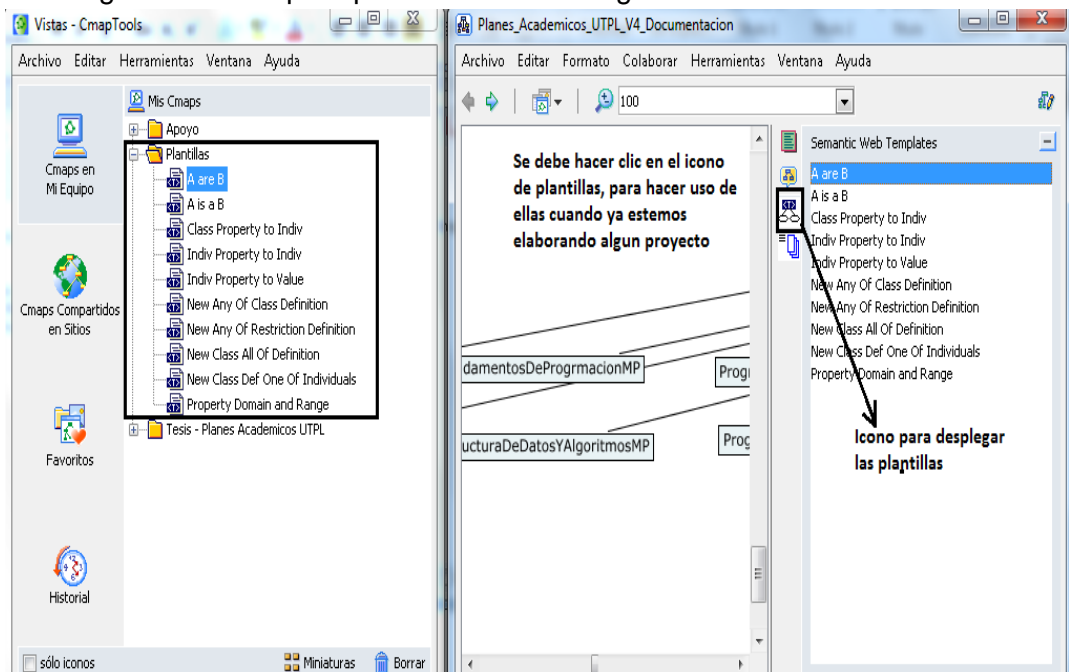 Vistas - CmapTools
Archivo Editar Herramientas Ventana Ayuda
Cmaps en
Mi Equipo
Cmaps Compartidos
en Sitios
Favoritos
Historial
Mis Cmaps
Apoyo
Plantillas
A are B
A is a B
Class Property to Indiv
Indiv Property to Indiv
Indiv Property to Value
New Any Of Class Definition
New Any Of Restriction Definition
New Class All Of Definition
New Class Def One Of Individuals
Property Domain and Range
Tesis - Planes Academicos UTPL
sólo iconos
Miniaturas
Borrar
Planes_Academicos_UTPL_V4_Documentacion
Archivo Editar Formato Colaborar Herramientas Ventana Ayuda
100
Se debe hacer clic en el icono
de plantillas, para hacer uso de
ellas cuando ya estemos
elaborando algun proyecto
damentosDeProgrmacionMP
Progr
ucturaDeDatosYAlgoritmosMP
Prog
Semantic Web Templates
A are B
A is a B
Class Property to Indiv
Indiv Property to Indiv
Indiv Property to Value
New Any Of Class Definition
New Any Of Restriction Definition
New Class All Of Definition
New Class Def One Of Individuals
Property Domain and Range
Icono para desplegar
las plantillas